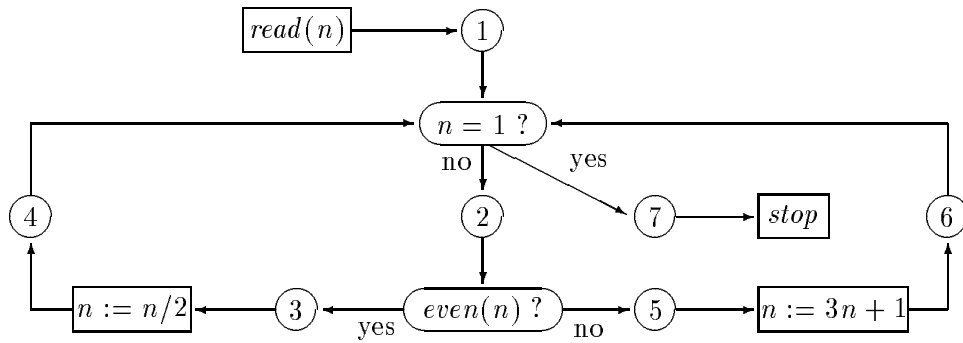 read(n)
1
n = 1 ?
no
yes
4
2
7
stop
6
n := n/2
3
yes
even(n) ?
no
5
n := 3n + 1